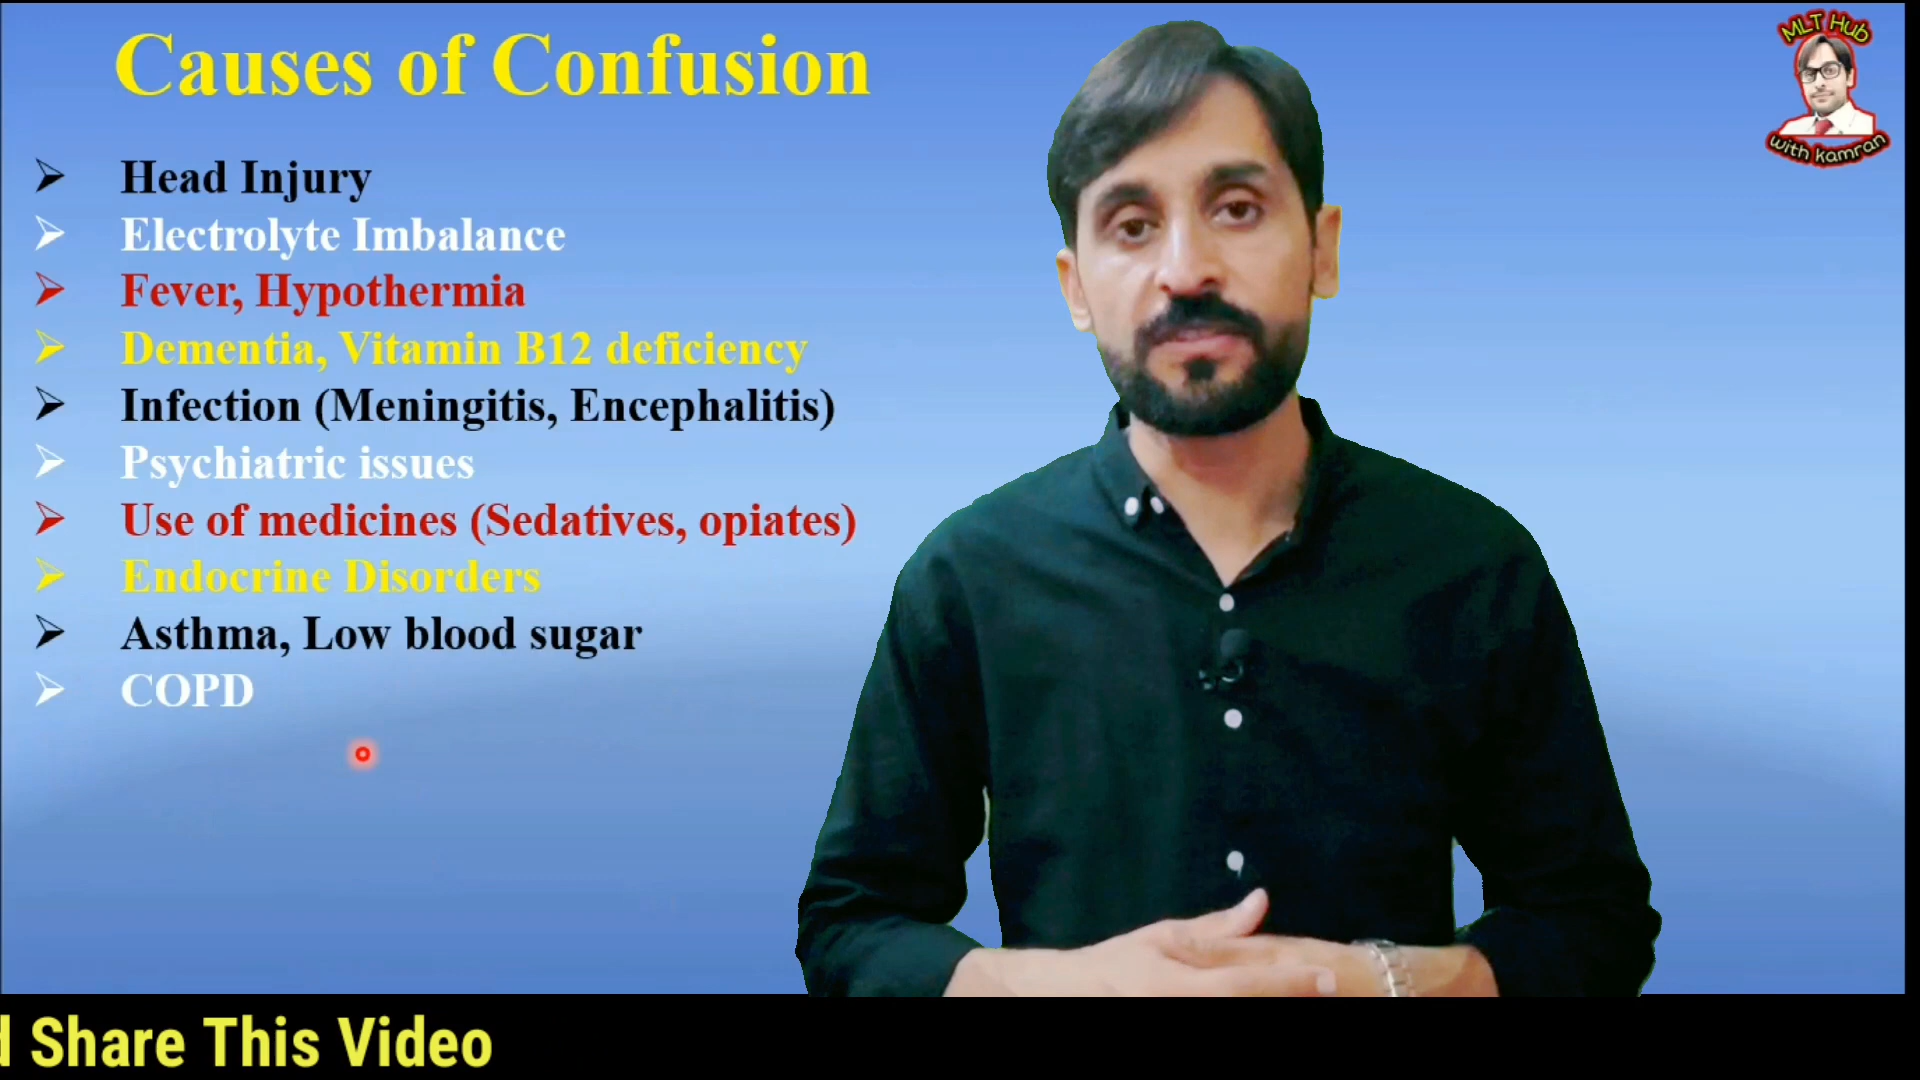 Causes of Confusion
MLT Hub
with kamran
➢ Head Injury
➢ Electrolyte Imbalance
➢ Fever, Hypothermia
➢ Dementia, Vitamin B12 deficiency
➢ Infection (Meningitis, Encephalitis)
➢ Psychiatric issues
➢ Use of medicines (Sedatives, opiates)
➢ Endocrine Disorders
➢ Asthma, Low blood sugar
➢ COPD
d Share This Video